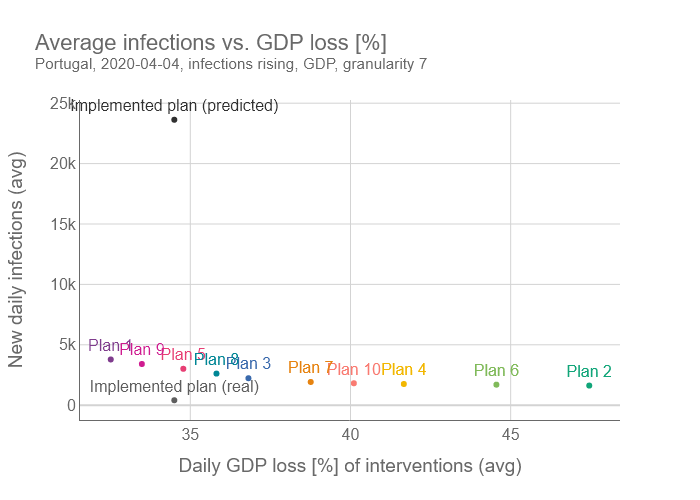 Average infections vs. GDP loss [%]
Portugal, 2020-04-04, infections rising, GDP, granularity 7
New daily infections (avg)
25k
20k
15k
10k
5k
0
Implemented plan (predicted)
Plan 1
Plan 9
Plan 5
Plan 8
Plan 3
Plan 7
Plan 10
Plan 4
Plan 6
Plan 2
Implemented plan (real)
35
40
45
Daily GDP loss [%] of interventions (avg)